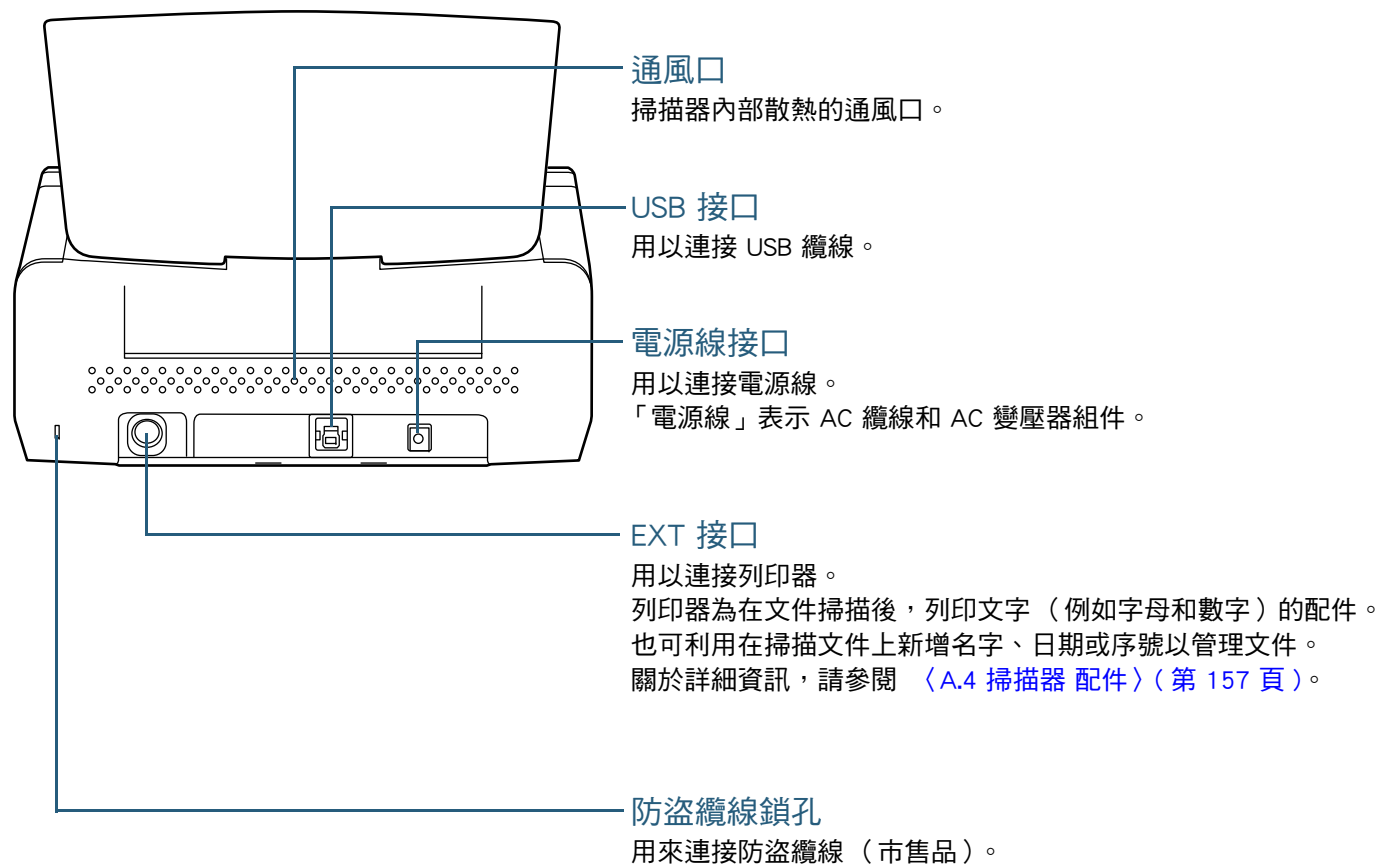 通風口
掃描器內部散熱的通風口。
USB 接口
用以連接 USB 纜線。
電源線接口
用以連接電源線。
「電源線」表示 AC 纜線和 AC 變壓器組件。
EXT 接口
用以連接列印器。
列印器為在文件掃描後，列印文字（例如字母和數字）的配件。
也可利用在掃描文件上新增名字、日期或序號以管理文件。
關於詳細資訊，請參閱 〈A.4 掃描器 配件〉( 第 157 頁 )。
防盜纜線鎖孔
用來連接防盜纜線（市售品）。